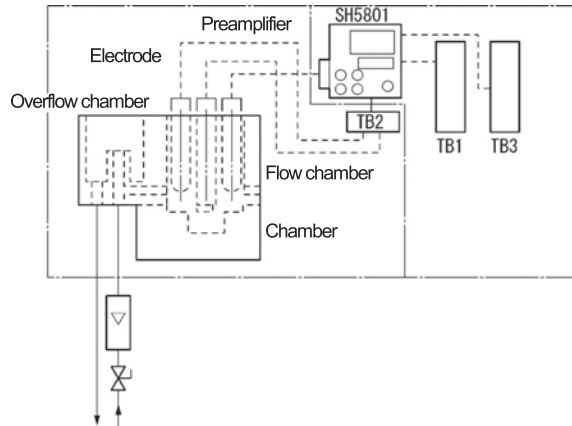 SH5801
Preamplifier
Electrode
Overflow chamber
TB2
TB1
TB3
Flow chamber
Chamber